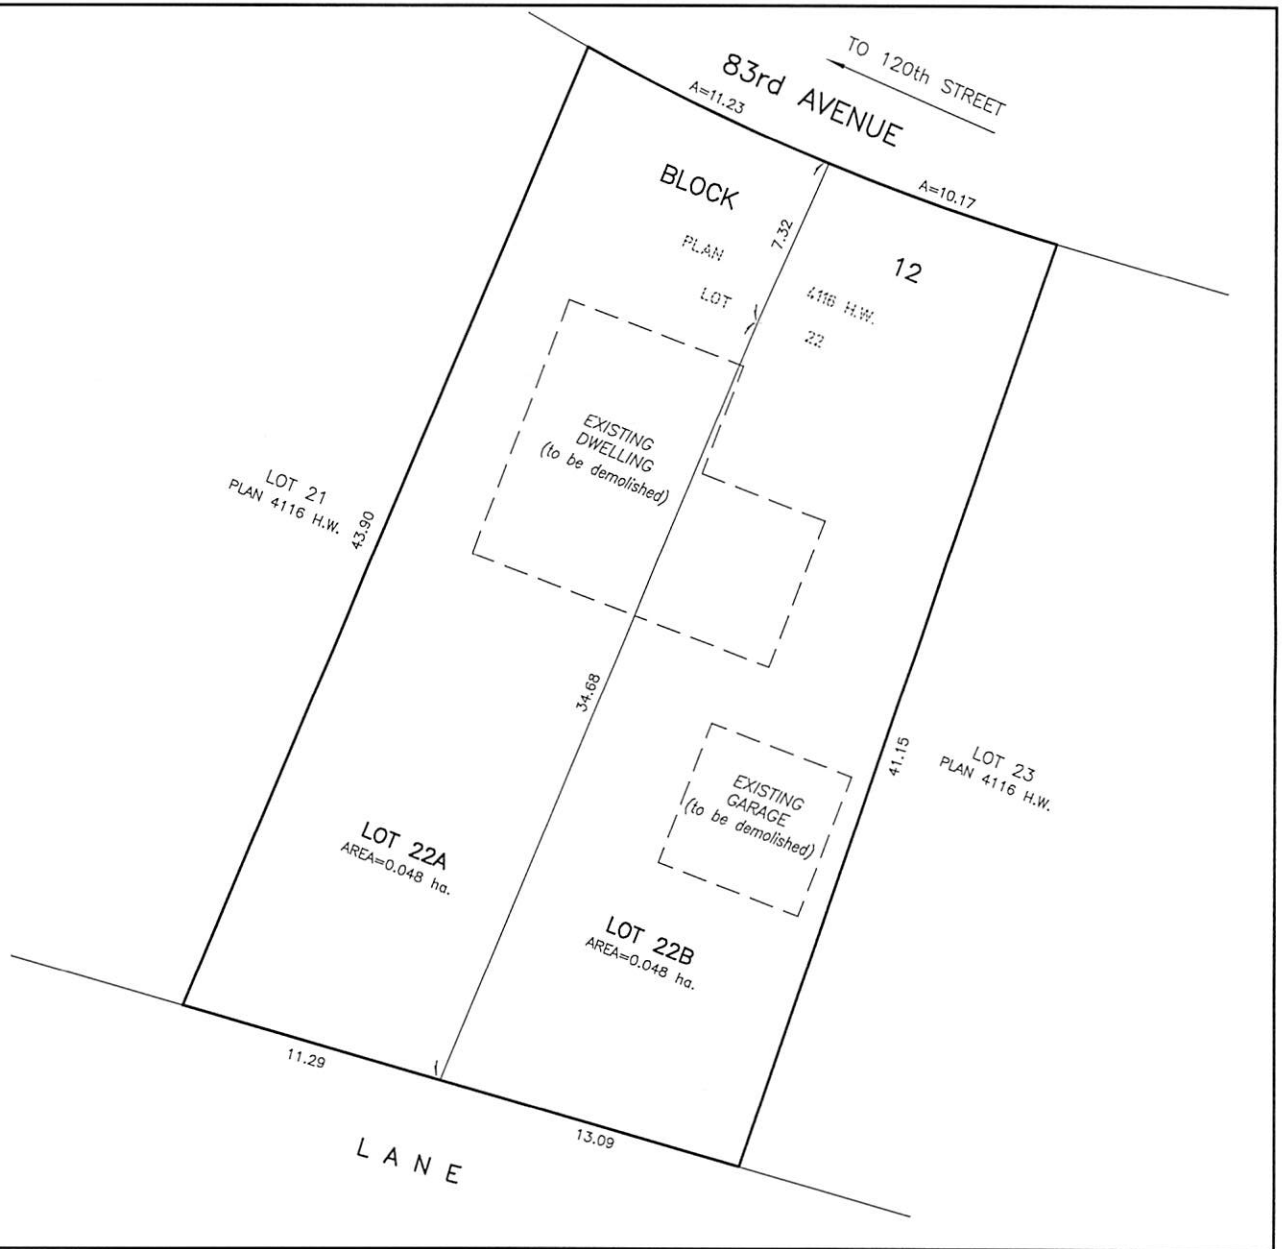 TO 120th STREET
83rd AVENUE
A=11.23
A=10.17
BLOCK
12
7.32
PLAN
4116 H.W.
LOT
22
EXISTING
DWELLING
(to be demolished)
LOT 21
PLAN 4116 H.W.
43.90
34.68
41.15
LOT 23
PLAN 4116 H.W.
EXISTING
GARAGE
(to be demolished)
LOT 22A
AREA=0.048 ha.
LOT 22B
AREA=0.048 ha.
11.29
13.09
LANE